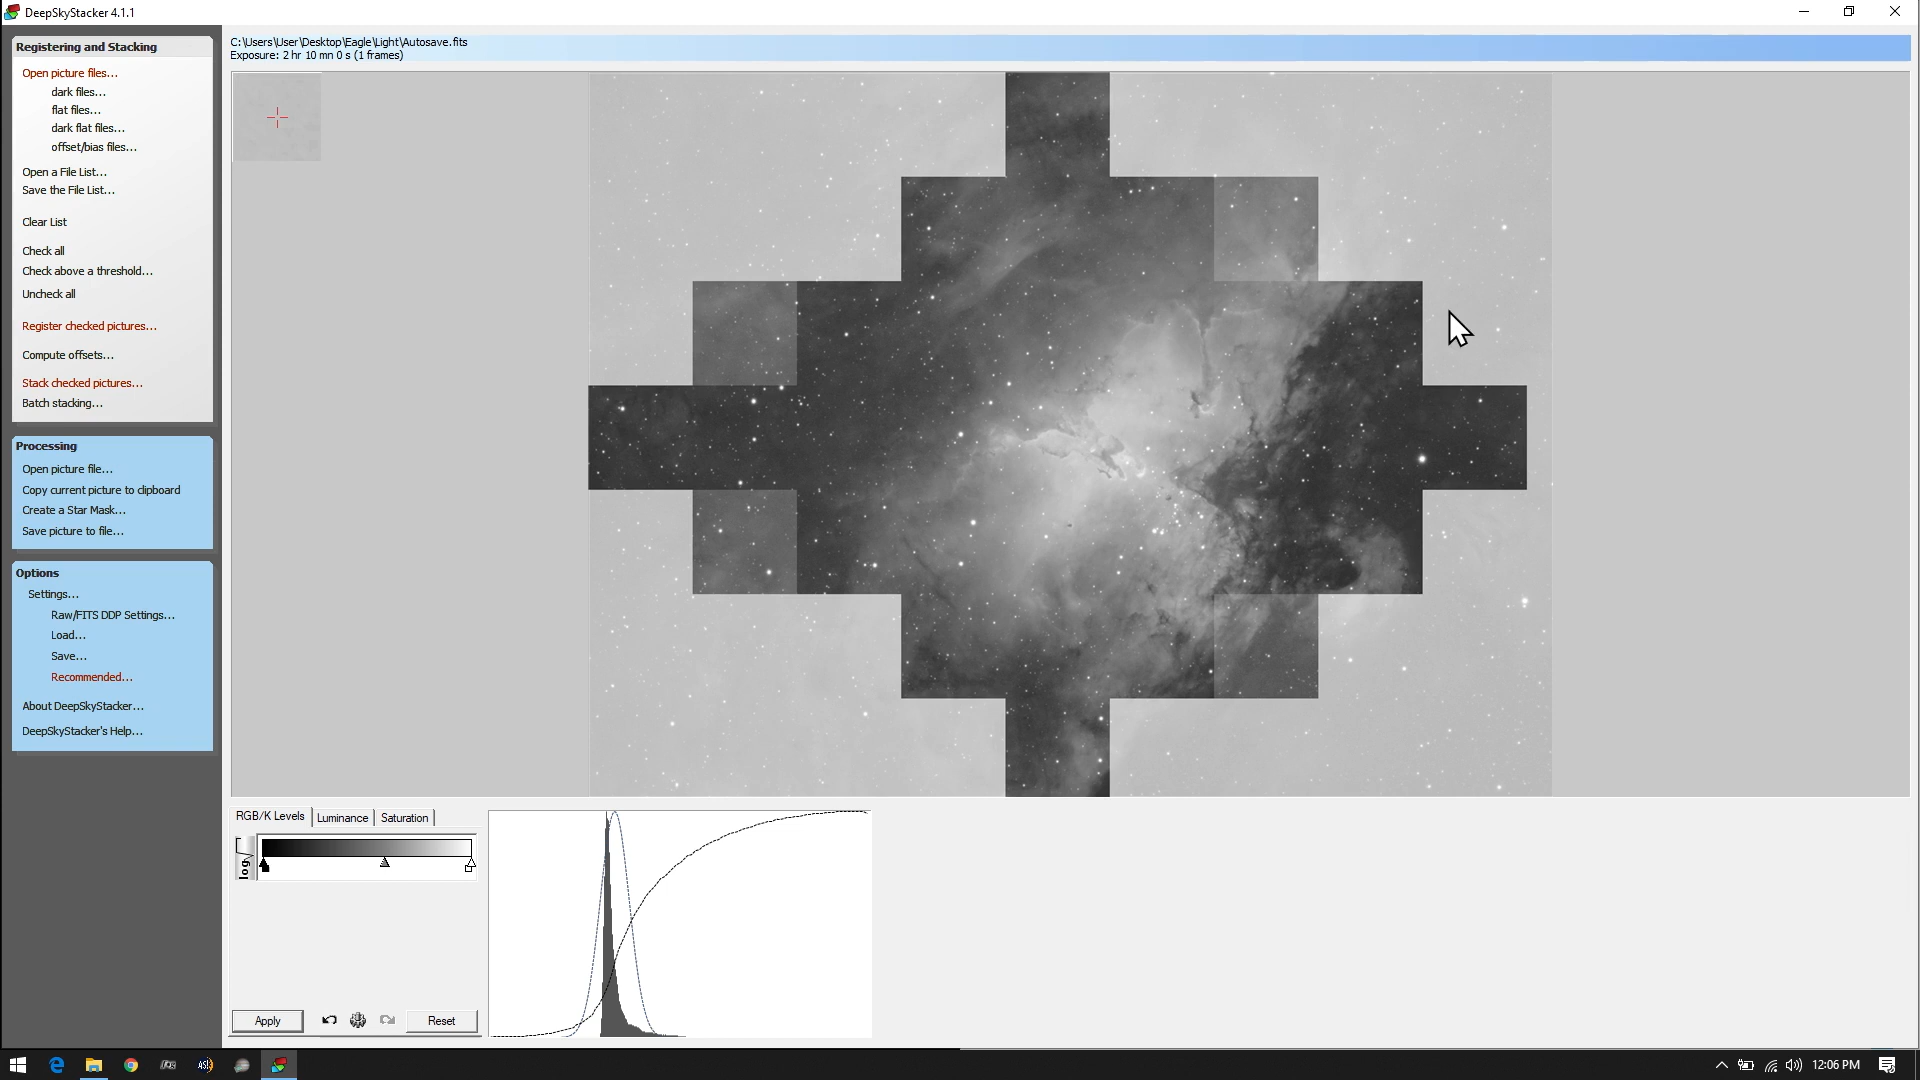 DeepSkyStacker 4.1.1
Registering and Stacking
Open picture files...
dark files...
flat files...
dark flat files...
offset/bias files...
Open a File List...
Save the File List...
Clear List
Check all
Check above a threshold...
Uncheck all
Register checked pictures...
Compute offsets...
Stack checked pictures...
Batch stacking...
Processing
Open picture file...
Copy current picture to clipboard
Create a Star Mask...
Save picture to file...
Options
Settings...
Raw/FITS DDP Settings...
Load...
Save...
Recommended...
About DeepSkyStacker...
DeepSkyStacker's Help...
C:\Users\User\Desktop\Eagle\Light\Autosave.fits
Exposure: 2 hr 10 mn 0 s (1 frames)
RGB/K Levels
Luminance
Saturation
log
Apply
Reset
12:06 PM